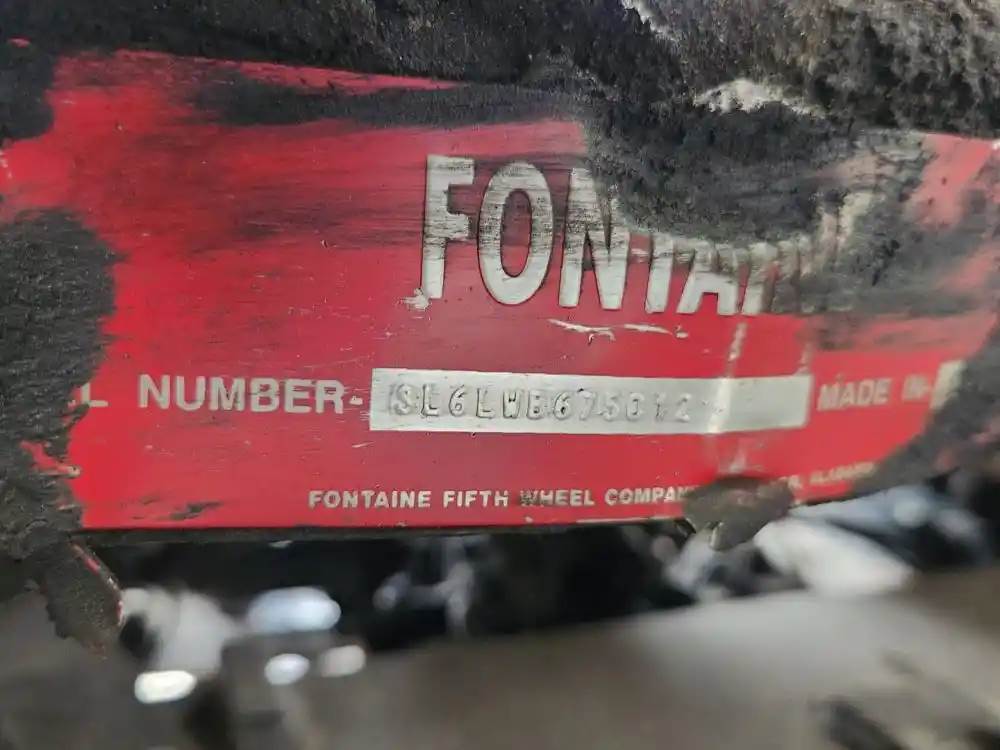 FONTAI
L NUMBER- SL6LWB675012 MADE IN-
FONTAINE FIFTH WHEEL COMPAN